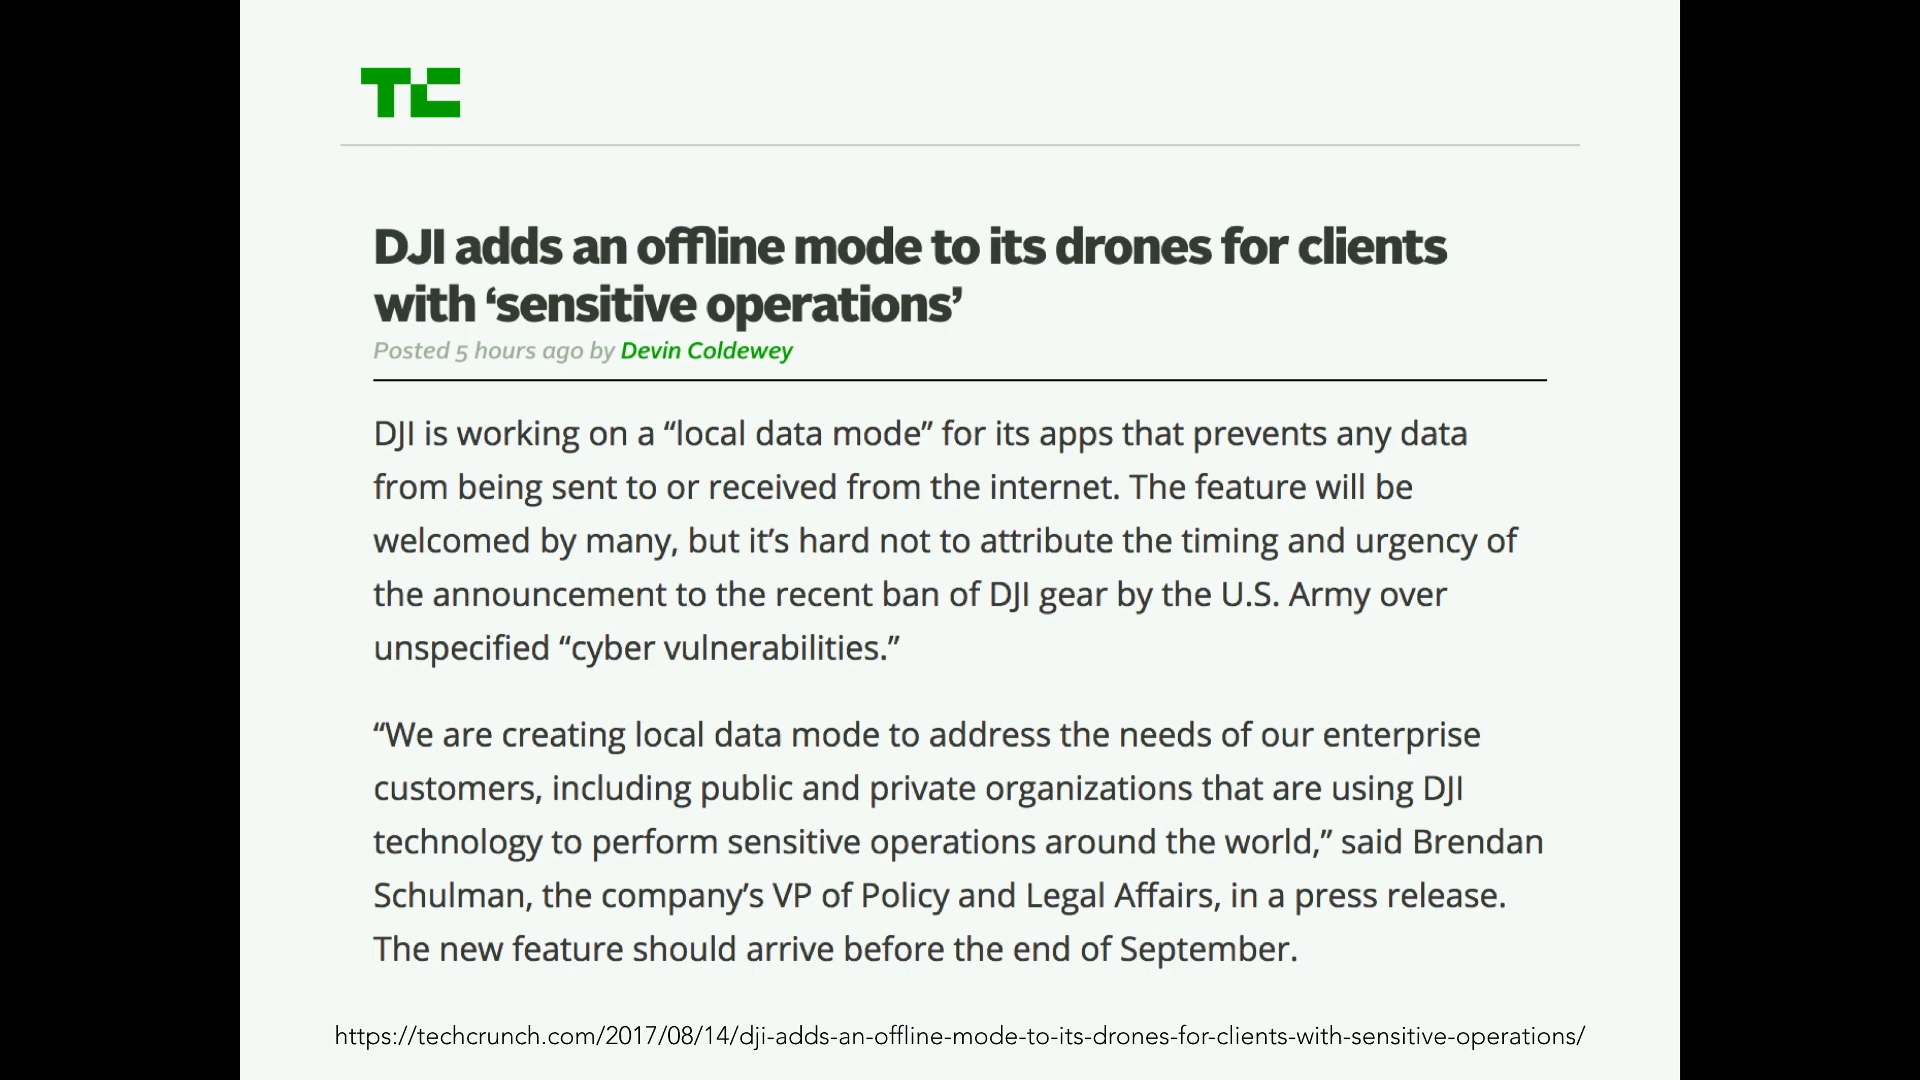 TC
DJI adds an offline mode to its drones for clients
with ‘sensitive operations’
Posted 5 hours ago by Devin Coldewey
DJI is working on a “local data mode” for its apps that prevents any data
from being sent to or received from the internet. The feature will be
welcomed by many, but it’s hard not to attribute the timing and urgency of
the announcement to the recent ban of DJI gear by the U.S. Army over
unspecified “cyber vulnerabilities.”
“We are creating local data mode to address the needs of our enterprise
customers, including public and private organizations that are using DJI
technology to perform sensitive operations around the world,” said Brendan
Schulman, the company’s VP of Policy and Legal Affairs, in a press release.
The new feature should arrive before the end of September.
https://techcrunch.com/2017/08/14/dji-adds-an-offline-mode-to-its-drones-for-clients-with-sensitive-operations/